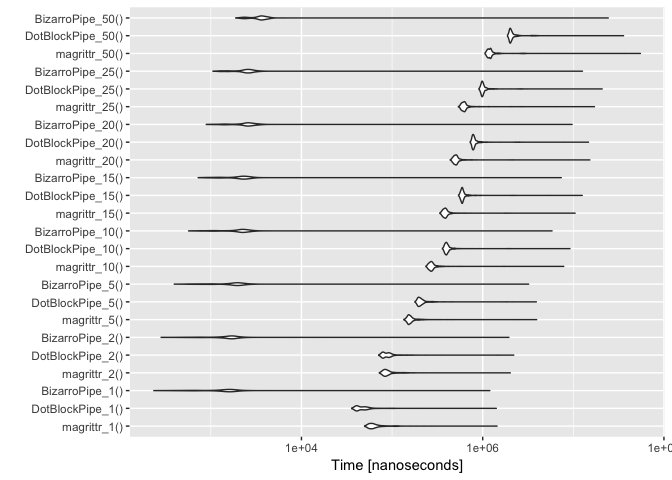 BizarroPipe_50()
DotBlockPipe_50()
magrittr_50()
BizarroPipe_25()
DotBlockPipe_25()
magrittr_25()
BizarroPipe_20()
DotBlockPipe_20()
magrittr_20()
BizarroPipe_15()
DotBlockPipe_15()
magrittr_15()
BizarroPipe_10()
DotBlockPipe_10()
magrittr_10()
BizarroPipe_5()
DotBlockPipe_5()
magrittr_5()
BizarroPipe_2()
DotBlockPipe_2()
magrittr_2()
BizarroPipe_1()
DotBlockPipe_1()
magrittr_1()
1e+04 1e+06
Time [nanoseconds]